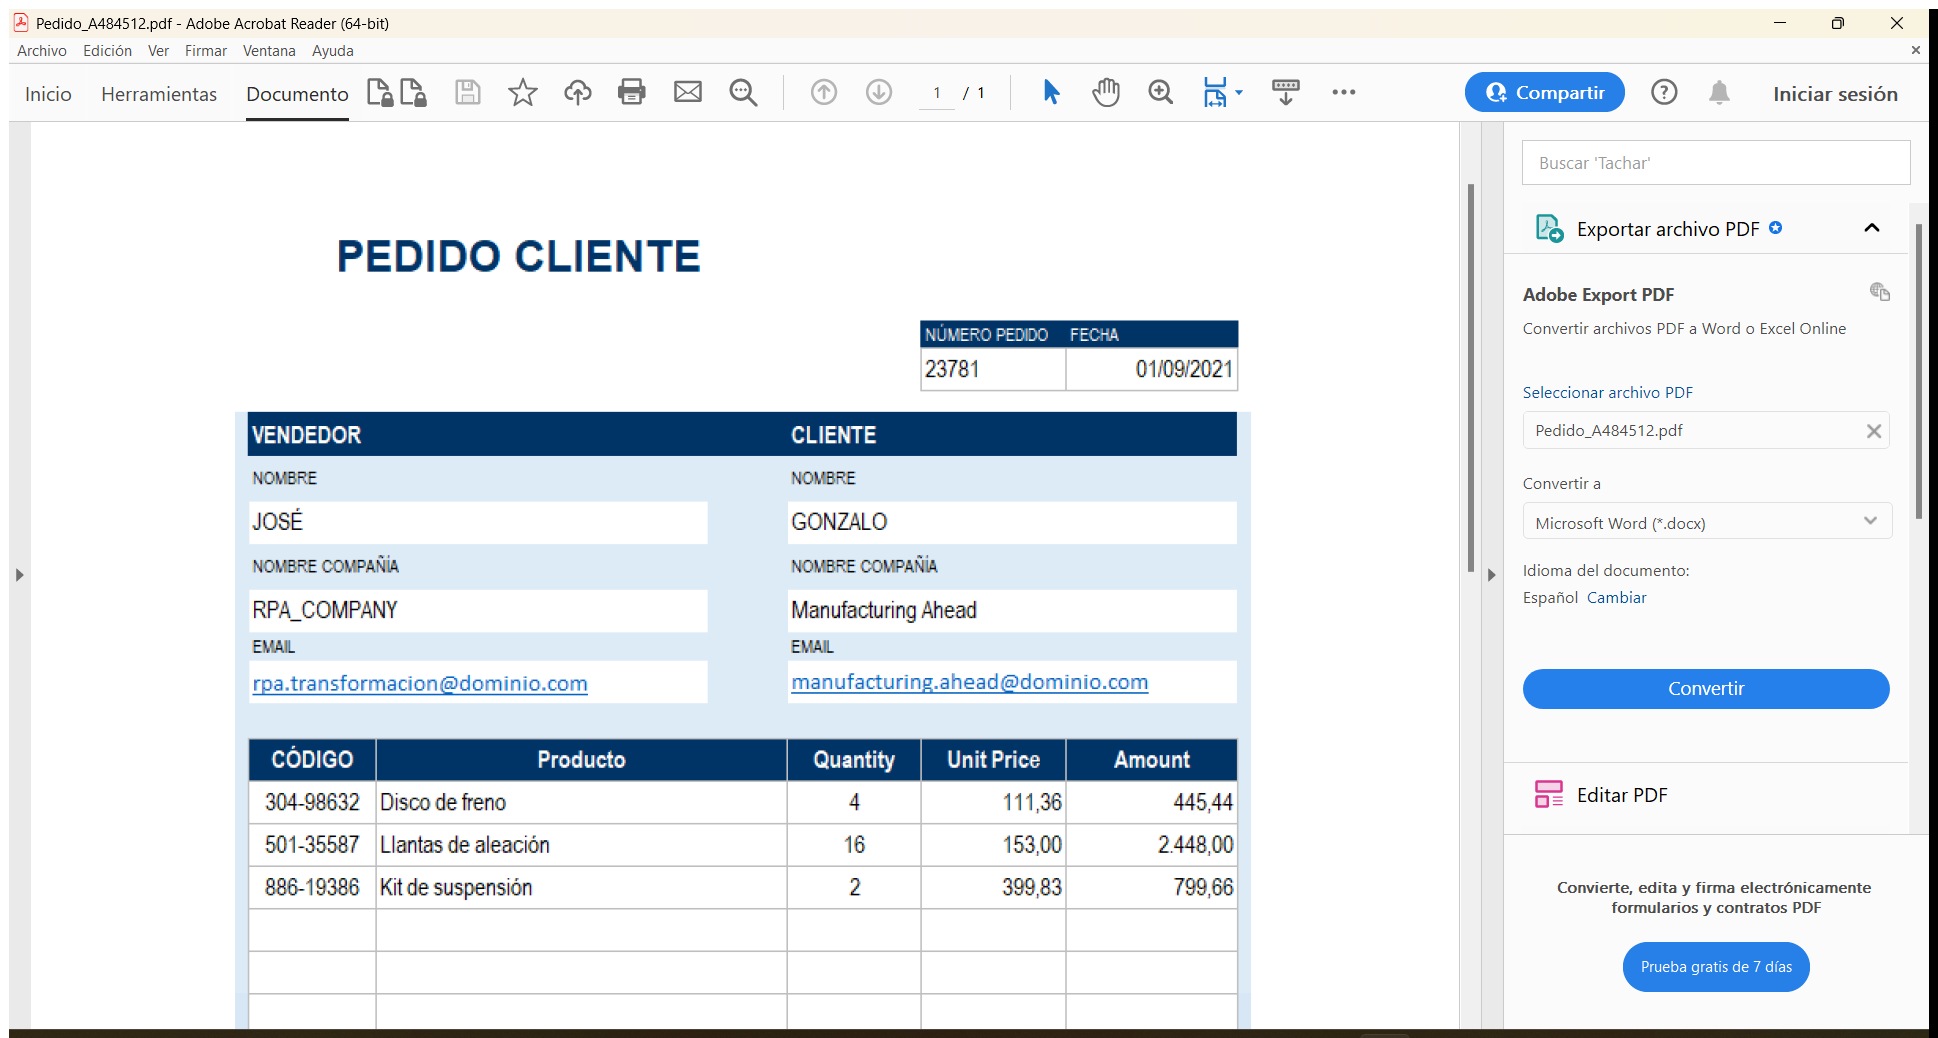 Pedido_A484512.pdf - Adobe Acrobat Reader (64-bit)
Archivo Edición Ver Firmar Ventana Ayuda
Inicio Herramientas Documento 1 / 1 Compartir Iniciar sesión
Buscar 'Tachar'
Exportar archivo PDF
Adobe Export PDF
Convertir archivos PDF a Word o Excel Online
Seleccionar archivo PDF
Pedido_A484512.pdf
Convertir a
Microsoft Word (*.docx)
Idioma del documento:
Español Cambiar
Convertir
Editar PDF
Convierte, edita y firma electrónicamente
formularios y contratos PDF
Prueba gratis de 7 días
PEDIDO CLIENTE
NÚMERO PEDIDO FECHA
23781 01/09/2021
VENDEDOR CLIENTE
NOMBRE NOMBRE
JOSÉ GONZALO
NOMBRE COMPAÑÍA NOMBRE COMPAÑÍA
RPA_COMPANY Manufacturing Ahead
EMAIL EMAIL
rpa.transformacion@dominio.com manufacturing.ahead@dominio.com
CÓDIGO Producto Quantity Unit Price Amount
304-98632 Disco de freno 4 111,36 445,44
501-35587 Llantas de aleación 16 153,00 2.448,00
886-19386 Kit de suspensión 2 399,83 799,66